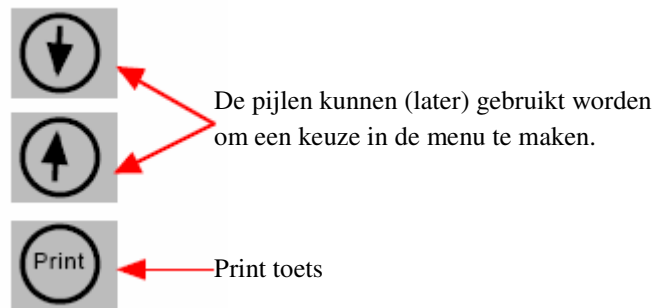 De pijlen kunnen (later) gebruikt worden
om een keuze in de menu te maken.
Print
Print toets